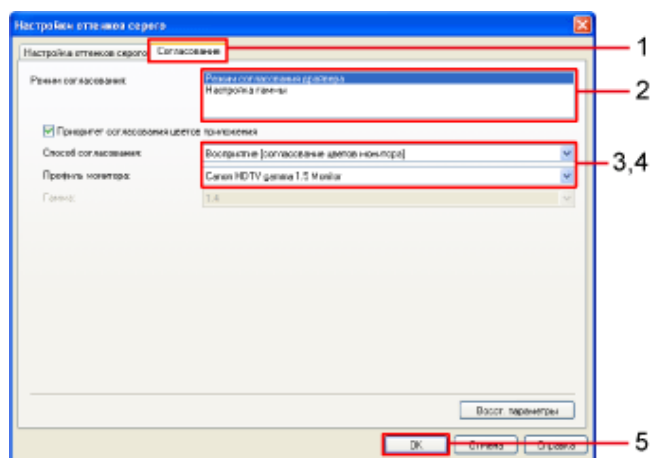 Настройки оттенков серого
Настройка оттенков серого Согласование
1
Режим согласования: Режим согласования драйвера
Настройка гаммы
2
Приоритет согласования цветов приложения
Способ согласования: Восприятие [согласование цветов монитора]
3,4
Профиль монитора: Canon HDTV gamma 1.5 Monitor
Гамма: 1.4
Восст. параметры
OK Отмена Справка
5